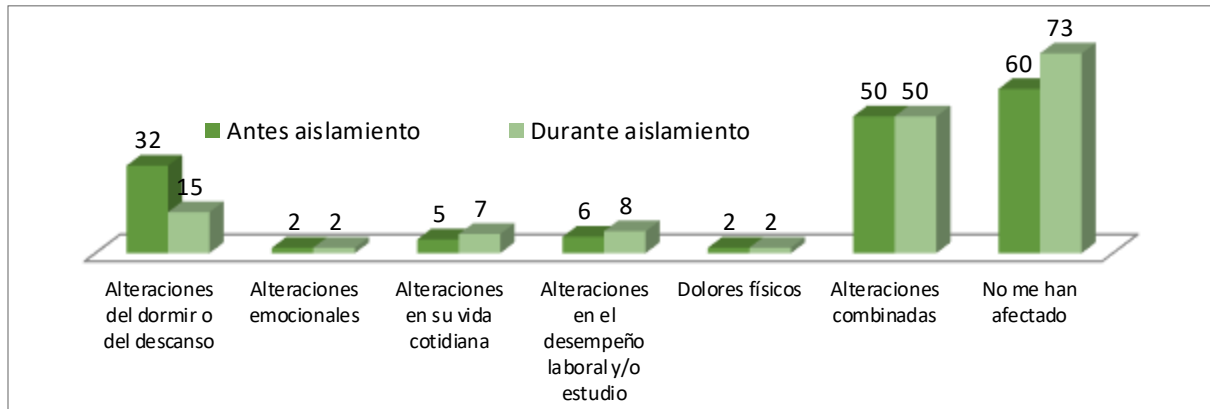 73
60
50 50
Antes aislamiento Durante aislamiento
32
15
2 2
5 7
6 8
2 2
Alteraciones
del dormir o
del descanso
Alteraciones
emocionales
Alteraciones
en su vida
cotidiana
Alteraciones
en el
desempeño
laboral y/o
estudio
Dolores físicos
Alteraciones
combinadas
No me han
afectado